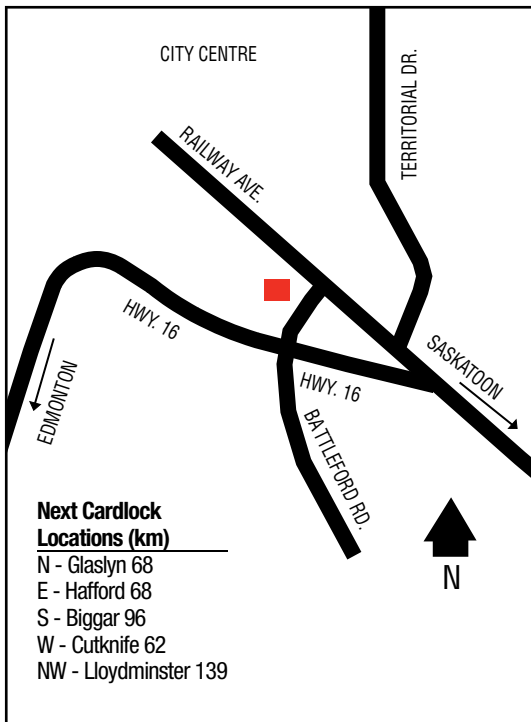 CITY CENTRE
TERRITORIAL DR.
RAILWAY AVE.
HWY. 16
EDMONTON
HWY. 16
SASKATOON
BATTLEFORD RD.
N
Next Cardlock
Locations (km)
N - Glaslyn 68
E - Hafford 68
S - Biggar 96
W - Cutknife 62
NW - Lloydminster 139